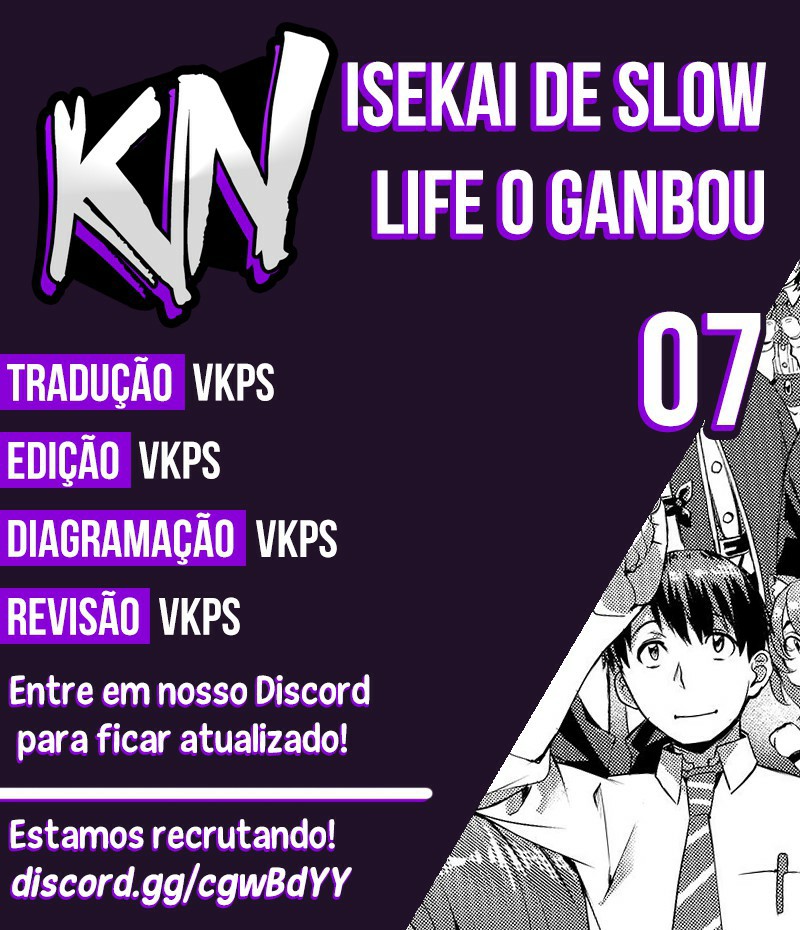 KN
ISEKAI DE SLOW
LIFE O GANBOU
07
TRADUÇÃO VKPS
EDIÇÃO VKPS
DIAGRAMAÇÃO VKPS
REVISÃO VKPS
Entre em nosso Discord
para ficar atualizado!
Estamos recrutando!
discord.gg/cgwBdYY